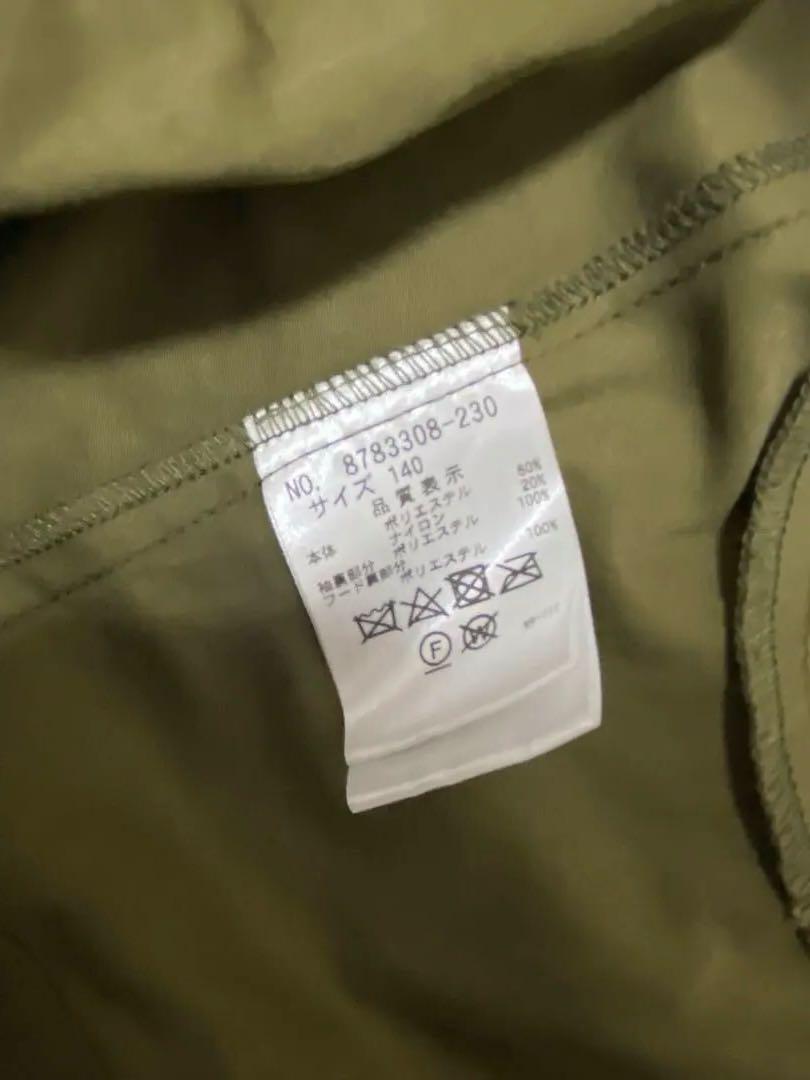 NO. 8783308-230
サイズ 140
品質表示
本体 ポリエステル 80%
ナイロン 20%
袖裏部分 ポリエステル 100%
フード裏部分 ポリエステル 100%
F W